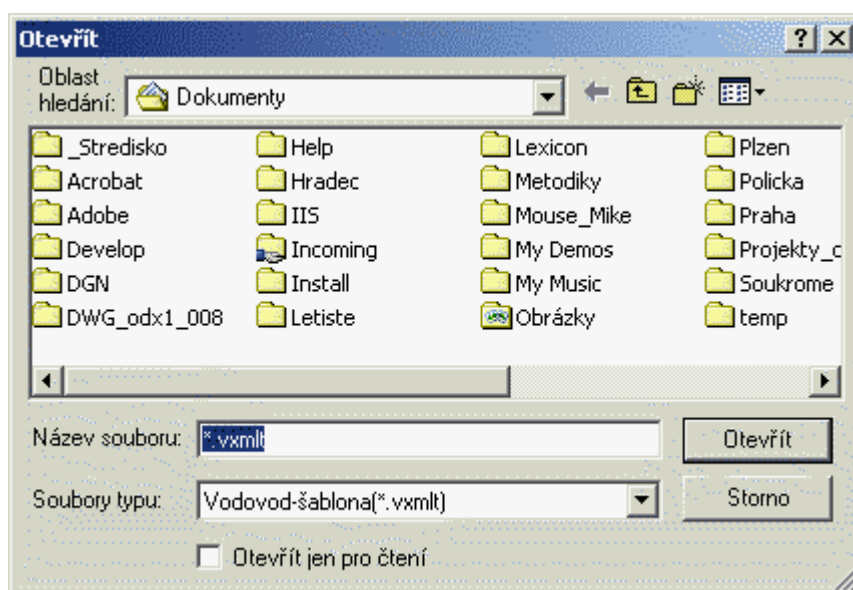 Otevřít
Oblast hledání:
Dokumenty
_Stredisko
Acrobat
Adobe
Develop
DGN
DWG_odx1_008
Help
Hradec
IIS
Incoming
Install
Letiste
Lexicon
Metodiky
Mouse_Mike
My Demos
My Music
Obrázky
Plzen
Policka
Praha
Projekty_c
Soukrome
temp
Název souboru: *.vxmlt Otevřít
Soubory typu: Vodovod-šablona(*.vxmlt) Storno
Otevřít jen pro čtení